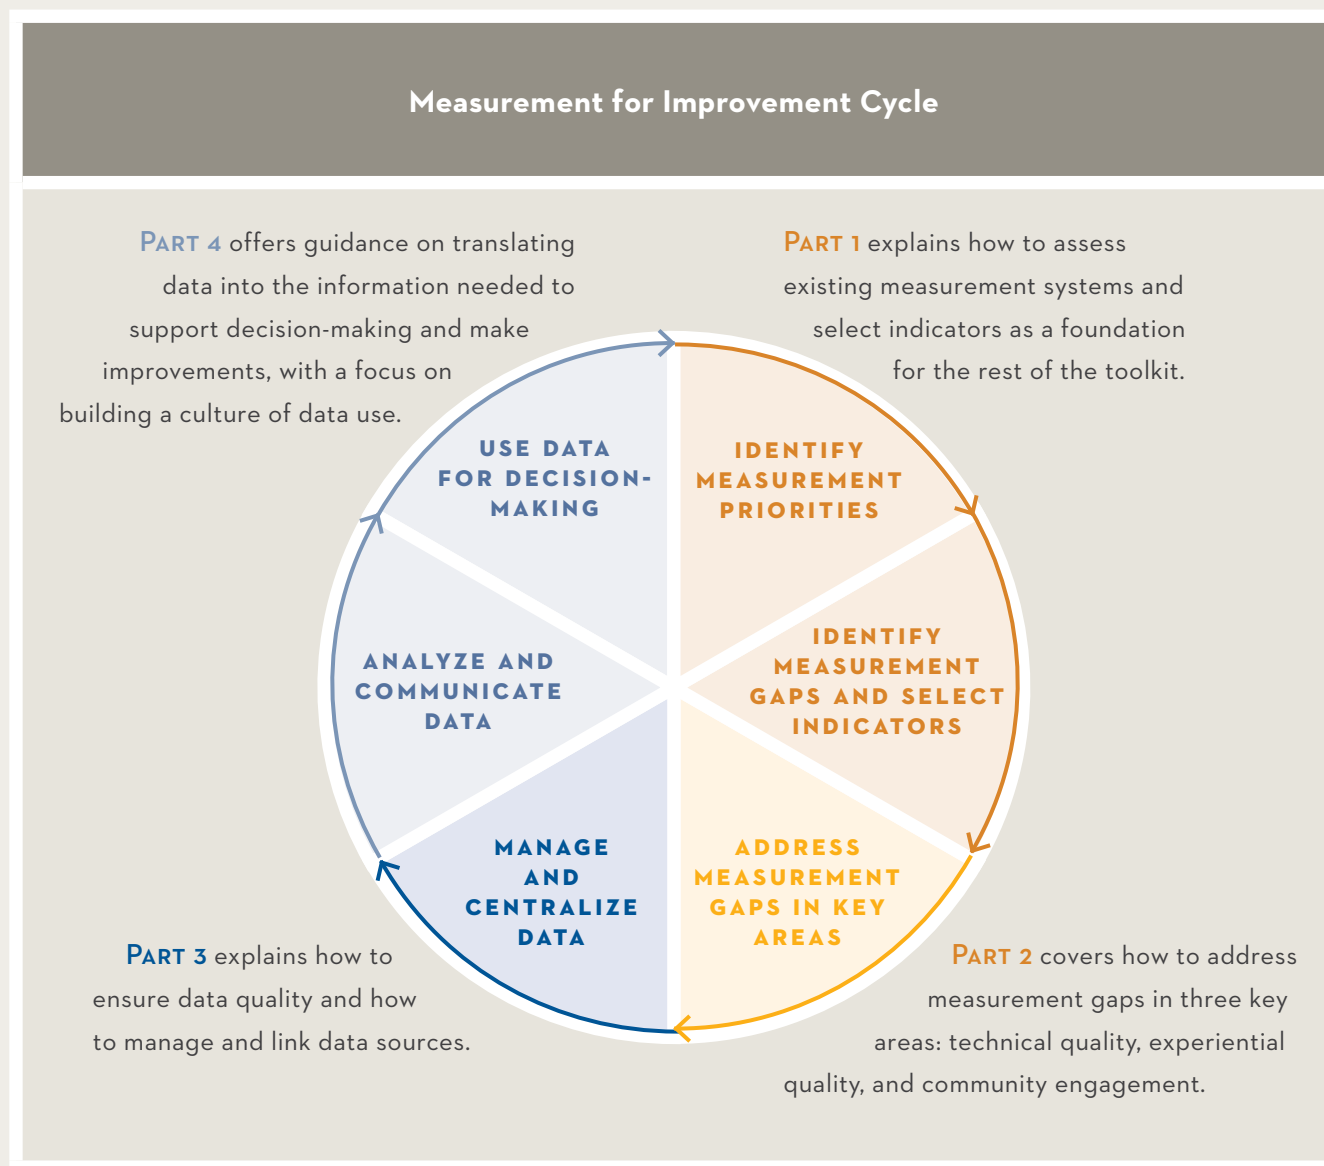 Measurement for Improvement Cycle
PART 4 offers guidance on translating
data into the information needed to
support decision-making and make
improvements, with a focus on
building a culture of data use.
PART 1 explains how to assess
existing measurement systems and
select indicators as a foundation
for the rest of the toolkit.
USE DATA
FOR DECISION-
MAKING
IDENTIFY
MEASUREMENT
PRIORITIES
ANALYZE AND
COMMUNICATE
DATA
IDENTIFY
MEASUREMENT
GAPS AND SELECT
INDICATORS
MANAGE
AND
CENTRALIZE
DATA
ADDRESS
MEASUREMENT
GAPS IN KEY
AREAS
PART 3 explains how to
ensure data quality and how
to manage and link data sources.
PART 2 covers how to address
measurement gaps in three key
areas: technical quality, experiential
quality, and community engagement.